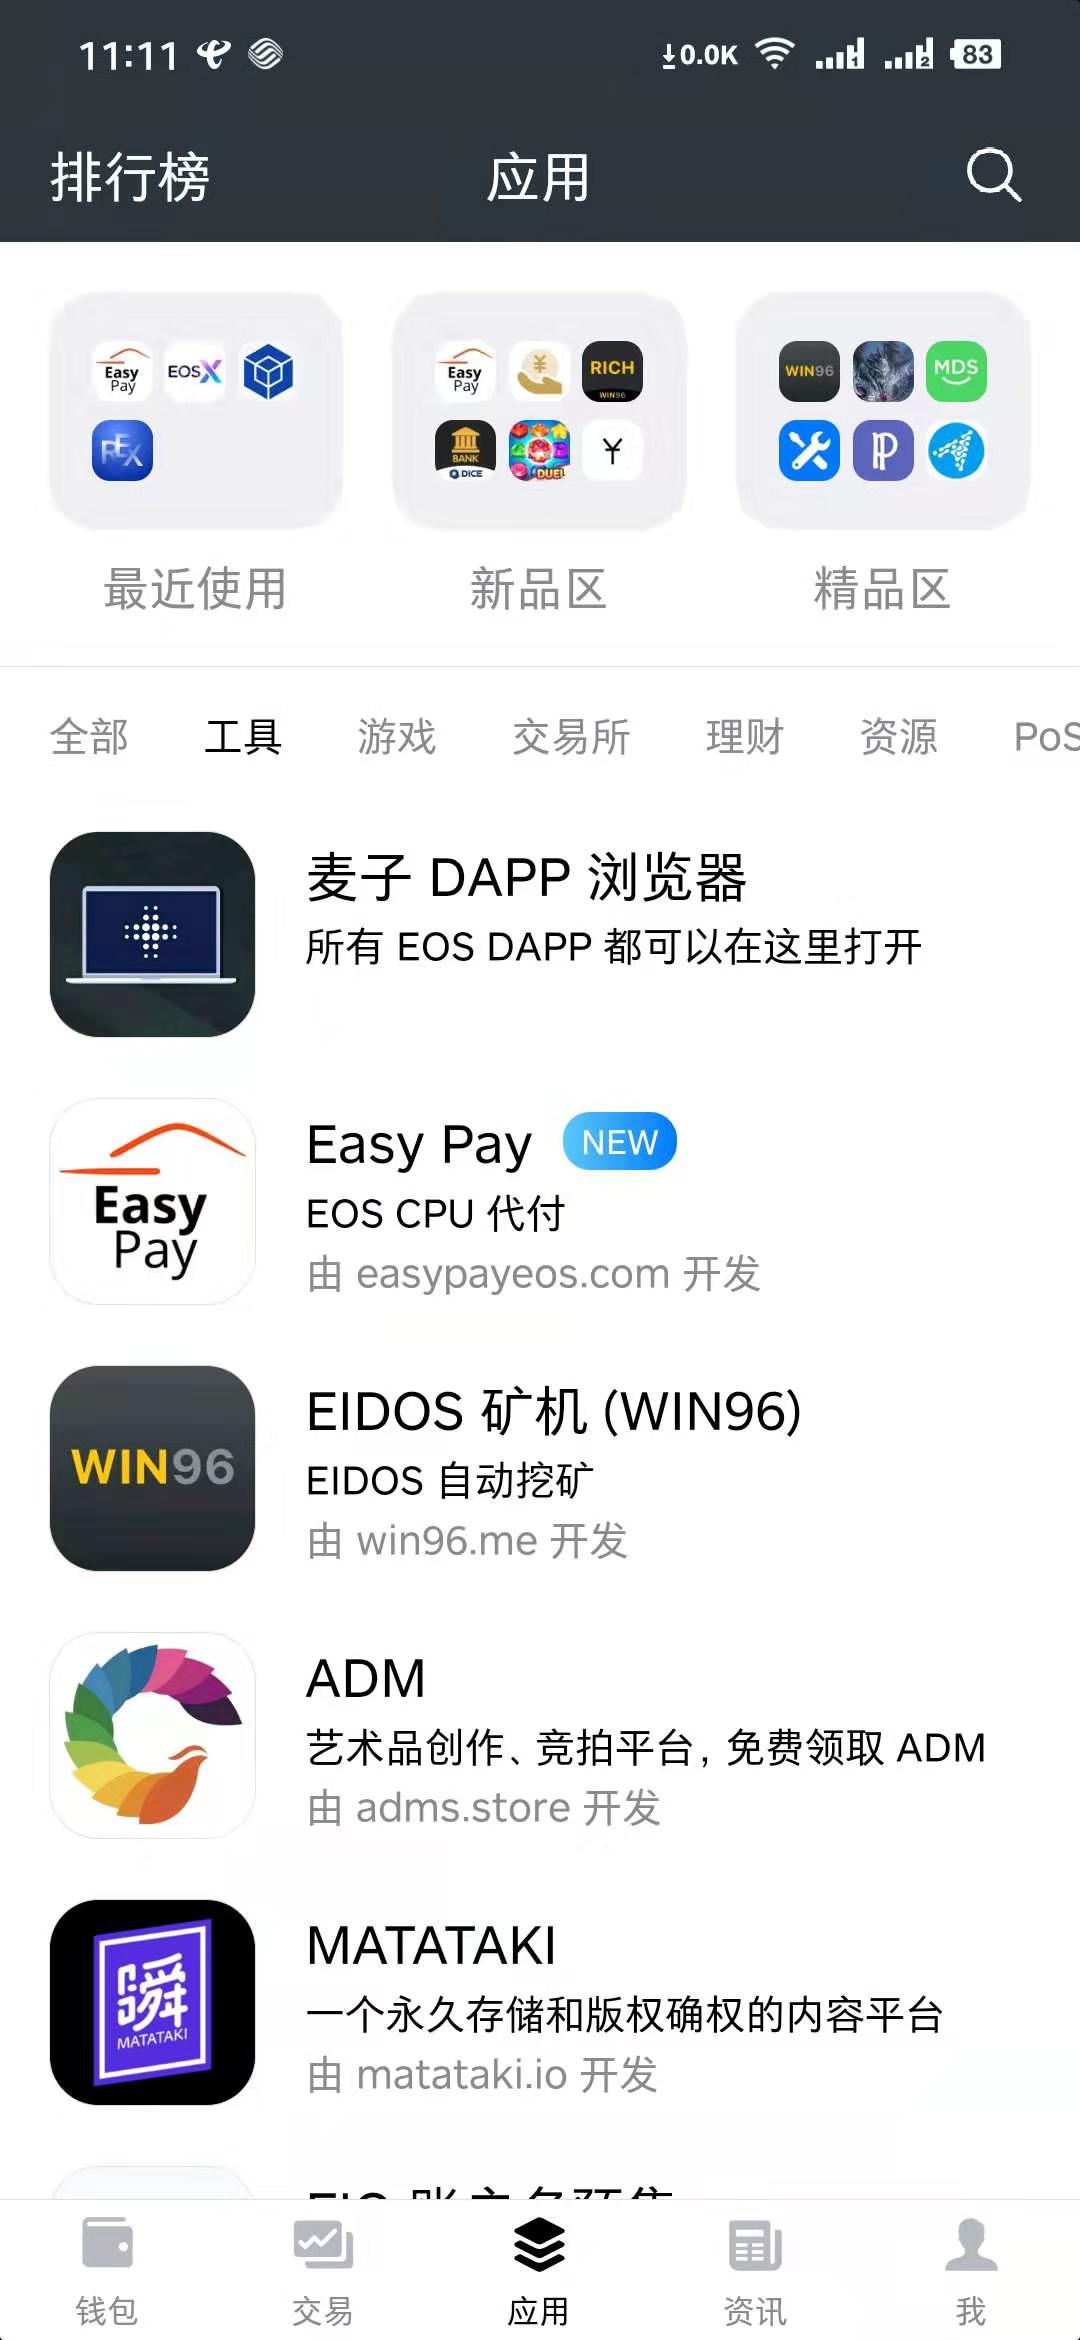 11:11 0.0K 1 2 83
排行榜 应用
Easy Pay EOSX
REX
Easy Pay ¥ RICH WIN96
BANK DICE DUEL ¥
WIN96 MDS
最近使用 新品区 精品区
全部 工具 游戏 交易所 理财 资源 PoS
麦子 DAPP 浏览器
所有 EOS DAPP 都可以在这里打开
Easy Pay
Easy Pay NEW
EOS CPU 代付
由 easypayeos.com 开发
WIN96
EIDOS 矿机 (WIN96)
EIDOS 自动挖矿
由 win96.me 开发
ADM
艺术品创作、竞拍平台，免费领取 ADM
由 adms.store 开发
瞬
MATATAKI
MATATAKI
一个永久存储和版权确权的内容平台
由 matataki.io 开发
钱包 交易 应用 资讯 我